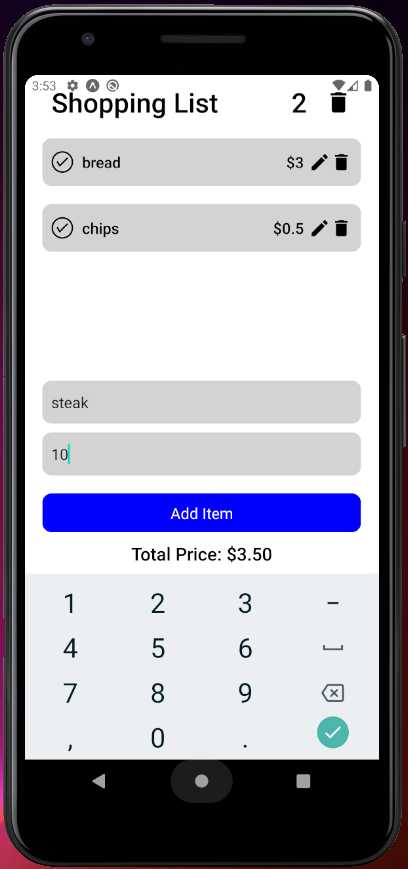 3:53
Shopping List 2
bread $3
chips $0.5
steak
10
Add Item
Total Price: $3.50
1 2 3 -
4 5 6
7 8 9
, 0 .